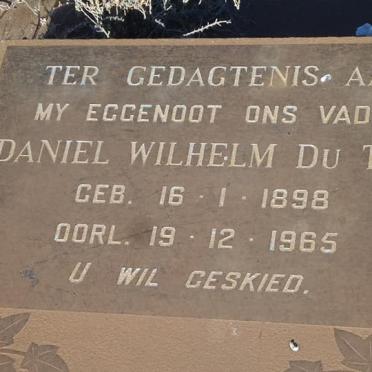 TER GEDAGTENIS AA
MY EGGENOOT ONS VAD
DANIEL WILHELM DU T
GEB. 16 · 1 · 1898
OORL. 19 · 12 · 1965
U WIL GESKIED.